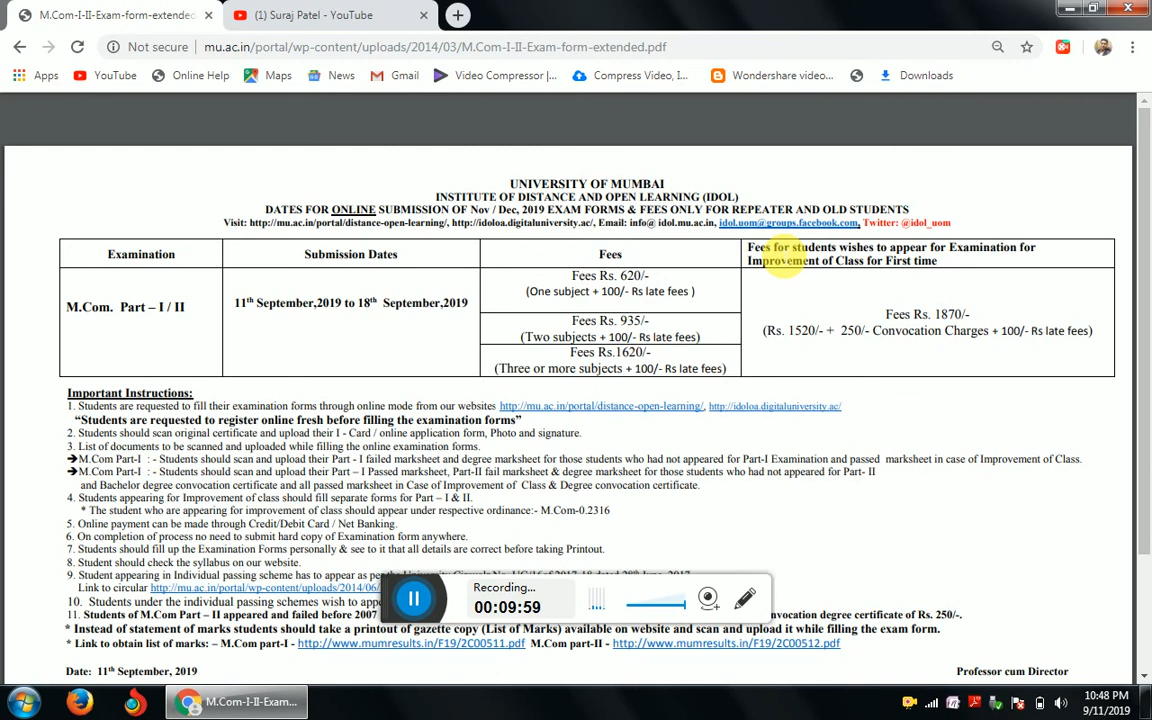 M.Com-I-II-Exam-form-extended
(1) Suraj Patel - YouTube
Not secure
mu.ac.in/portal/wp-content/uploads/2014/03/M.Com-I-II-Exam-form-extended.pdf
Apps YouTube Online Help Maps News Gmail Video Compressor |... Compress Video, I... Wondershare video... Downloads
UNIVERSITY OF MUMBAI
INSTITUTE OF DISTANCE AND OPEN LEARNING (IDOL)
DATES FOR ONLINE SUBMISSION OF Nov / Dec, 2019 EXAM FORMS & FEES ONLY FOR REPEATER AND OLD STUDENTS
Visit: http://mu.ac.in/portal/distance-open-learning/, http://idoloa.digitaluniversity.ac/, Email: info@ idol.mu.ac.in, idol.uom@groups.facebook.com, Twitter: @idol_uom
Examination
Submission Dates
Fees
Fees for students wishes to appear for Examination for
Improvement of Class for First time
M.Com. Part – I / II
11th September,2019 to 18th September,2019
Fees Rs. 620/-
(One subject + 100/- Rs late fees )
Fees Rs. 935/-
(Two subjects + 100/- Rs late fees)
Fees Rs.1620/-
(Three or more subjects + 100/- Rs late fees)
Fees Rs. 1870/-
(Rs. 1520/- + 250/- Convocation Charges + 100/- Rs late fees)
Important Instructions:
1. Students are requested to fill their examination forms through online mode from our websites http://mu.ac.in/portal/distance-open-learning/, http://idoloa.digitaluniversity.ac/
“Students are requested to register online fresh before filling the examination forms”
2. Students should scan original certificate and upload their I - Card / online application form, Photo and signature.
3. List of documents to be scanned and uploaded while filling the online examination forms.
➔M.Com Part-I : - Students should scan and upload their Part - I failed marksheet and degree marksheet for those students who had not appeared for Part-I Examination and passed marksheet in case of Improvement of Class.
➔M.Com Part-I : - Students should scan and upload their Part – I Passed marksheet, Part-II fail marksheet & degree marksheet for those students who had not appeared for Part- II
and Bachelor degree convocation certificate and all passed marksheet in Case of Improvement of Class & Degree convocation certificate.
4. Students appearing for Improvement of class should fill separate forms for Part – I & II.
* The student who are appearing for improvement of class should appear under respective ordinance:- M.Com-0.2316
5. Online payment can be made through Credit/Debit Card / Net Banking.
6. On completion of process no need to submit hard copy of Examination form anywhere.
7. Students should fill up the Examination Forms personally & see to it that all details are correct before taking Printout.
8. Student should check the syllabus on our website.
9. Student appearing in Individual passing scheme has to appear as per the
Link to circular http://mu.ac.in/portal/wp-content/uploads/2014/06/
10. Students under the individual passing schemes wish to
11. Students of M.Com Part – II appeared and failed before 2007 degree certificate of Rs. 250/-.
* Instead of statement of marks students should take a printout of gazette copy (List of Marks) available on website and scan and upload it while filling the form.
* Link to obtain list of marks: – M.Com part-I - http://www.mumresults.in/F19/2C00511.pdf M.Com part-II - http://www.mumresults.in/F19/2C00512.pdf
Date: 11th September, 2019
Professor cum Director
Recording...
00:09:59
M.Com-I-II-Exam...
10:48 PM
9/11/2019